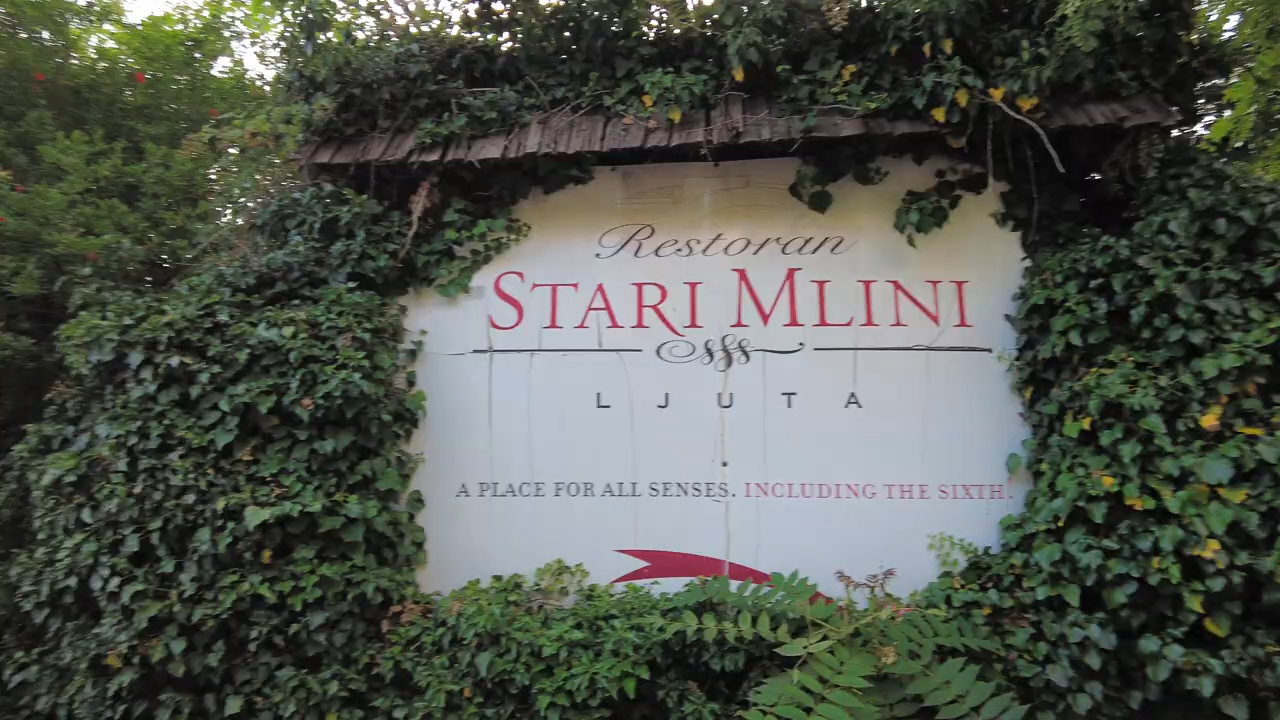 Restoran
STARI MLINI
LJUTA
A PLACE FOR ALL SENSES. INCLUDING THE SIXTH.